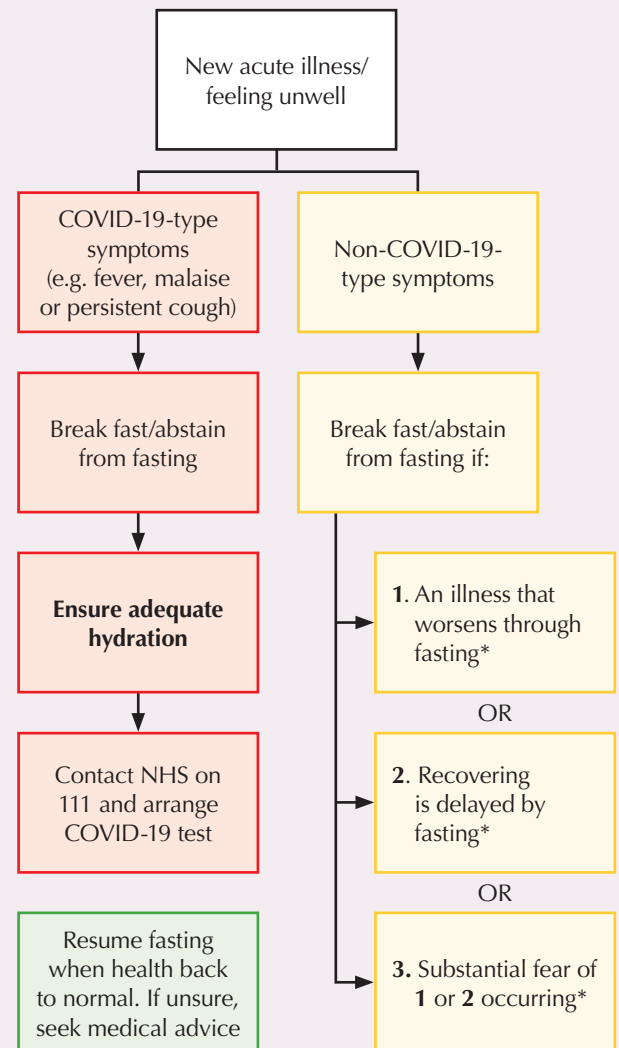 New acute illness/
feeling unwell
COVID-19-type
symptoms
(e.g. fever, malaise
or persistent cough)
Non-COVID-19-
type symptoms
Break fast/abstain
from fasting
Break fast/abstain
from fasting if:
Ensure adequate
hydration
1. An illness that
worsens through
fasting*
OR
Contact NHS on
111 and arrange
COVID-19 test
2. Recovering
is delayed by
fasting*
OR
Resume fasting
when health back
to normal. If unsure,
seek medical advice
3. Substantial fear of
1 or 2 occurring*